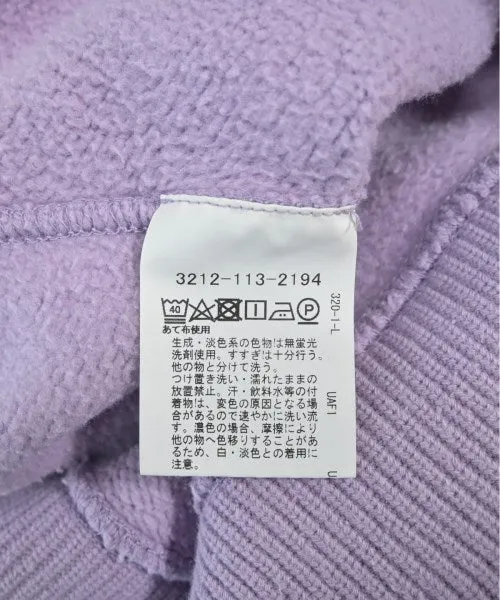 3212-113-2194
40 P
あて布使用
生成・淡色系の色物は無蛍光
洗剤使用。すすぎは十分行う。
他の物と分けて洗う。
つけ置き洗い・濡れたままの
放置禁止。汗・飲料水等の付
着物は、変色の原因となる場
合があるので速やかに洗い流
す。濃色の場合、摩擦により
他の物へ色移りすることがあ
るため、白・淡色との着用に
注意。
320-1-L
UAF1